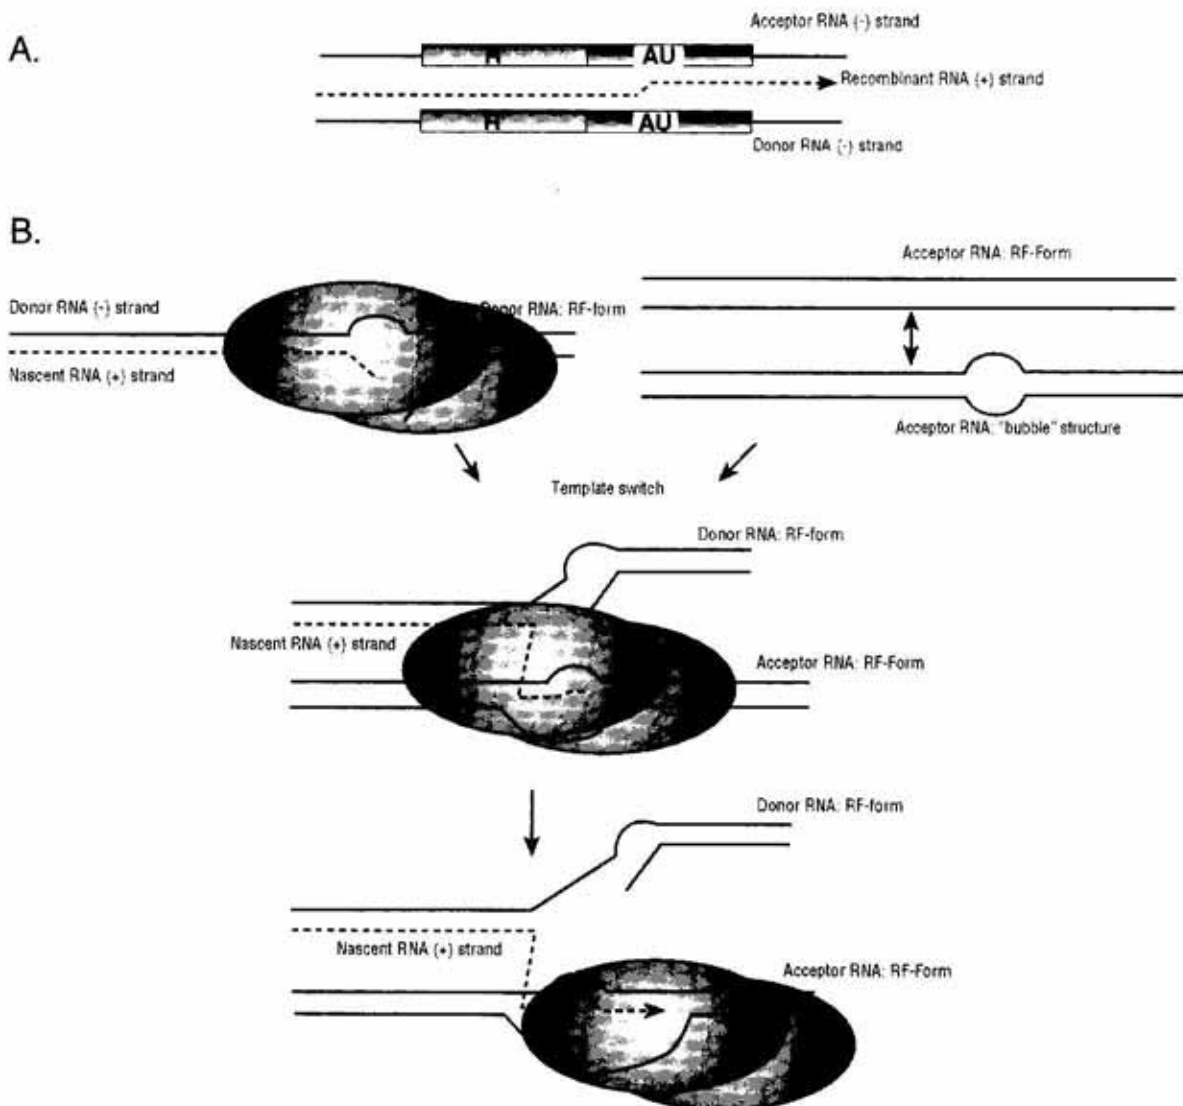 A.
Acceptor RNA (-) strand
AU
Recombinant RNA (+) strand
AU
Donor RNA (-) strand
B.
Acceptor RNA: RF-Form
Donor RNA (-) strand
Donor RNA: RF-form
Nascent RNA (+) strand
Acceptor RNA: "bubble" structure
Template switch
Donor RNA: RF-form
Nascent RNA (+) strand
Acceptor RNA: RF-Form
Donor RNA: RF-form
Nascent RNA (+) strand
Acceptor RNA: RF-Form